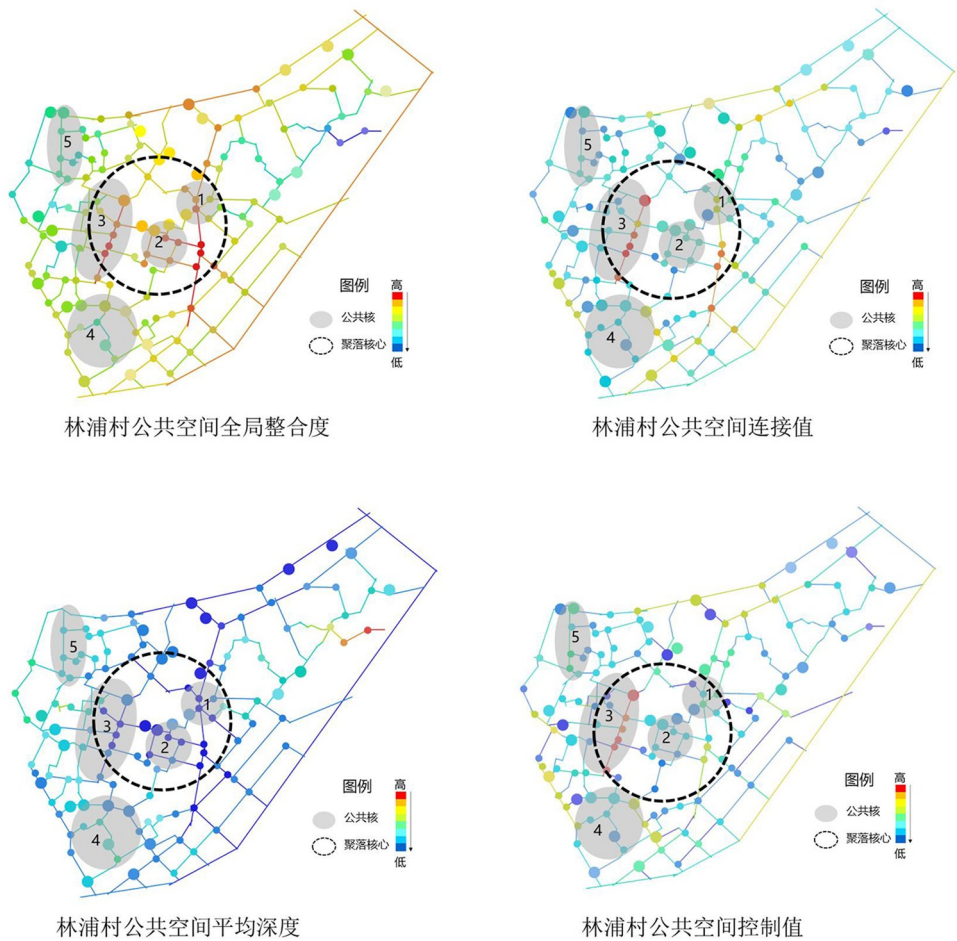 5
1
3
2
4
图例
高
公共核
聚落核心
低
林浦村公共空间全局整合度
5
1
3
2
4
图例
高
公共核
聚落核心
低
林浦村公共空间连接值
5
1
3
2
4
图例
高
公共核
聚落核心
低
林浦村公共空间平均深度
5
1
3
2
4
图例
高
公共核
聚落核心
低
林浦村公共空间控制值